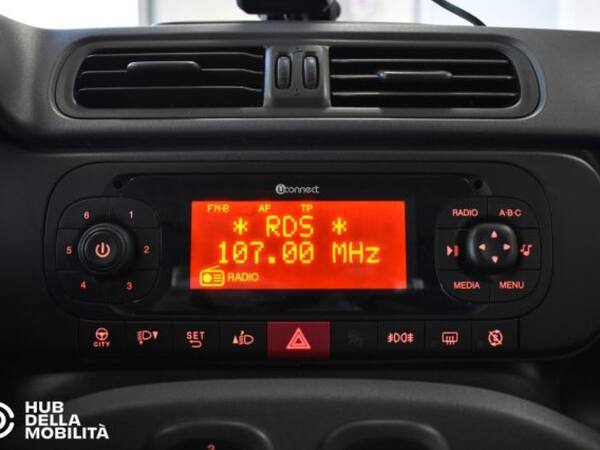 Uconnect
FM-B AF TP
* RDS *
107.00 MHz
RADIO
6 1
5 2
4 3
RADIO A-B-C
MEDIA MENU
CITY
SET
HUB
DELLA
MOBILITÀ